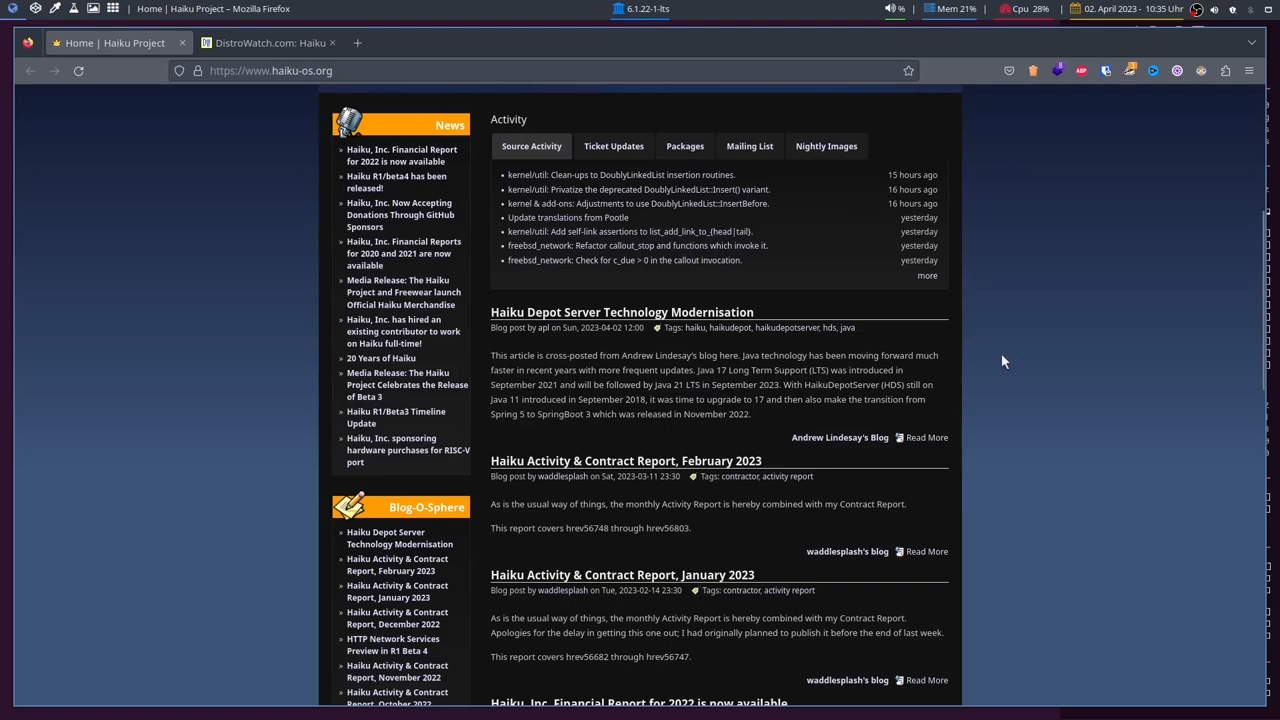 Home | Haiku Project – Mozilla Firefox
6.1.22-1-lts
%
Mem 21%
Cpu 28%
02. April 2023 - 10:35 Uhr
Home | Haiku Project
DistroWatch.com: Haiku
https://www.haiku-os.org
8
ABP
News
» Haiku, Inc. Financial Report
for 2022 is now available
» Haiku R1/beta4 has been
released!
» Haiku, Inc. Now Accepting
Donations Through GitHub
Sponsors
» Haiku, Inc. Financial Reports
for 2020 and 2021 are now
available
» Media Release: The Haiku
Project and Freewear launch
Official Haiku Merchandise
» Haiku, Inc. has hired an
existing contributor to work
on Haiku full-time!
» 20 Years of Haiku
» Media Release: The Haiku
Project Celebrates the Release
of Beta 3
» Haiku R1/Beta3 Timeline
Update
» Haiku, Inc. sponsoring
hardware purchases for RISC-V
port
Blog-O-Sphere
» Haiku Depot Server
Technology Modernisation
» Haiku Activity & Contract
Report, February 2023
» Haiku Activity & Contract
Report, January 2023
» Haiku Activity & Contract
Report, December 2022
» HTTP Network Services
Preview in R1 Beta 4
» Haiku Activity & Contract
Report, November 2022
» Haiku Activity & Contract
Report, October 2022
Activity
Source Activity Ticket Updates Packages Mailing List Nightly Images
• kernel/util: Clean-ups to DoublyLinkedList insertion routines. 15 hours ago
• kernel/util: Privatize the deprecated DoublyLinkedList::Insert() variant. 16 hours ago
• kernel & add-ons: Adjustments to use DoublyLinkedList::InsertBefore. 16 hours ago
• Update translations from Pootle yesterday
• kernel/util: Add self-link assertions to list_add_link_to_{head|tail}. yesterday
• freebsd_network: Refactor callout_stop and functions which invoke it. yesterday
• freebsd_network: Check for c_due > 0 in the callout invocation. yesterday
more
Haiku Depot Server Technology Modernisation
Blog post by apl on Sun, 2023-04-02 12:00 Tags: haiku, haikudepot, haikudepotserver, hds, java
This article is cross-posted from Andrew Lindesay's blog here. Java technology has been moving forward much
faster in recent years with more frequent updates. Java 17 Long Term Support (LTS) was introduced in
September 2021 and will be followed by Java 21 LTS in September 2023. With HaikuDepotServer (HDS) still on
Java 11 introduced in September 2018, it was time to upgrade to 17 and then also make the transition from
Spring 5 to SpringBoot 3 which was released in November 2022.
Andrew Lindesay's Blog Read More
Haiku Activity & Contract Report, February 2023
Blog post by waddlesplash on Sat, 2023-03-11 23:30 Tags: contractor, activity report
As is the usual way of things, the monthly Activity Report is hereby combined with my Contract Report.
This report covers hrev56748 through hrev56803.
waddlesplash's blog Read More
Haiku Activity & Contract Report, January 2023
Blog post by waddlesplash on Tue, 2023-02-14 23:30 Tags: contractor, activity report
As is the usual way of things, the monthly Activity Report is hereby combined with my Contract Report.
Apologies for the delay in getting this one out; I had originally planned to publish it before the end of last week.
This report covers hrev56682 through hrev56747.
waddlesplash's blog Read More
Haiku, Inc. Financial Report for 2022 is now available